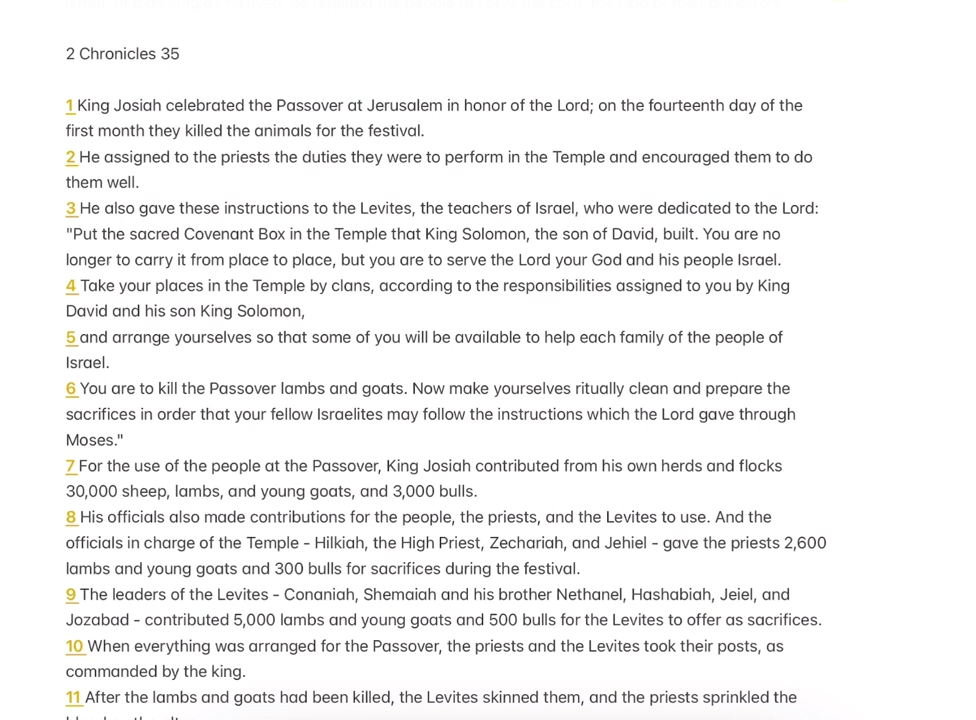 2 Chronicles 35
1 King Josiah celebrated the Passover at Jerusalem in honor of the Lord; on the fourteenth day of the
first month they killed the animals for the festival.
2 He assigned to the priests the duties they were to perform in the Temple and encouraged them to do
them well.
3 He also gave these instructions to the Levites, the teachers of Israel, who were dedicated to the Lord:
"Put the sacred Covenant Box in the Temple that King Solomon, the son of David, built. You are no
longer to carry it from place to place, but you are to serve the Lord your God and his people Israel.
4 Take your places in the Temple by clans, according to the responsibilities assigned to you by King
David and his son King Solomon,
5 and arrange yourselves so that some of you will be available to help each family of the people of
Israel.
6 You are to kill the Passover lambs and goats. Now make yourselves ritually clean and prepare the
sacrifices in order that your fellow Israelites may follow the instructions which the Lord gave through
Moses."
7 For the use of the people at the Passover, King Josiah contributed from his own herds and flocks
30,000 sheep, lambs, and young goats, and 3,000 bulls.
8 His officials also made contributions for the people, the priests, and the Levites to use. And the
officials in charge of the Temple - Hilkiah, the High Priest, Zechariah, and Jehiel - gave the priests 2,600
lambs and young goats and 300 bulls for sacrifices during the festival.
9 The leaders of the Levites - Conaniah, Shemaiah and his brother Nethanel, Hashabiah, Jeiel, and
Jozabad - contributed 5,000 lambs and young goats and 500 bulls for the Levites to offer as sacrifices.
10 When everything was arranged for the Passover, the priests and the Levites took their posts, as
commanded by the king.
11 After the lambs and goats had been killed, the Levites skinned them, and the priests sprinkled the